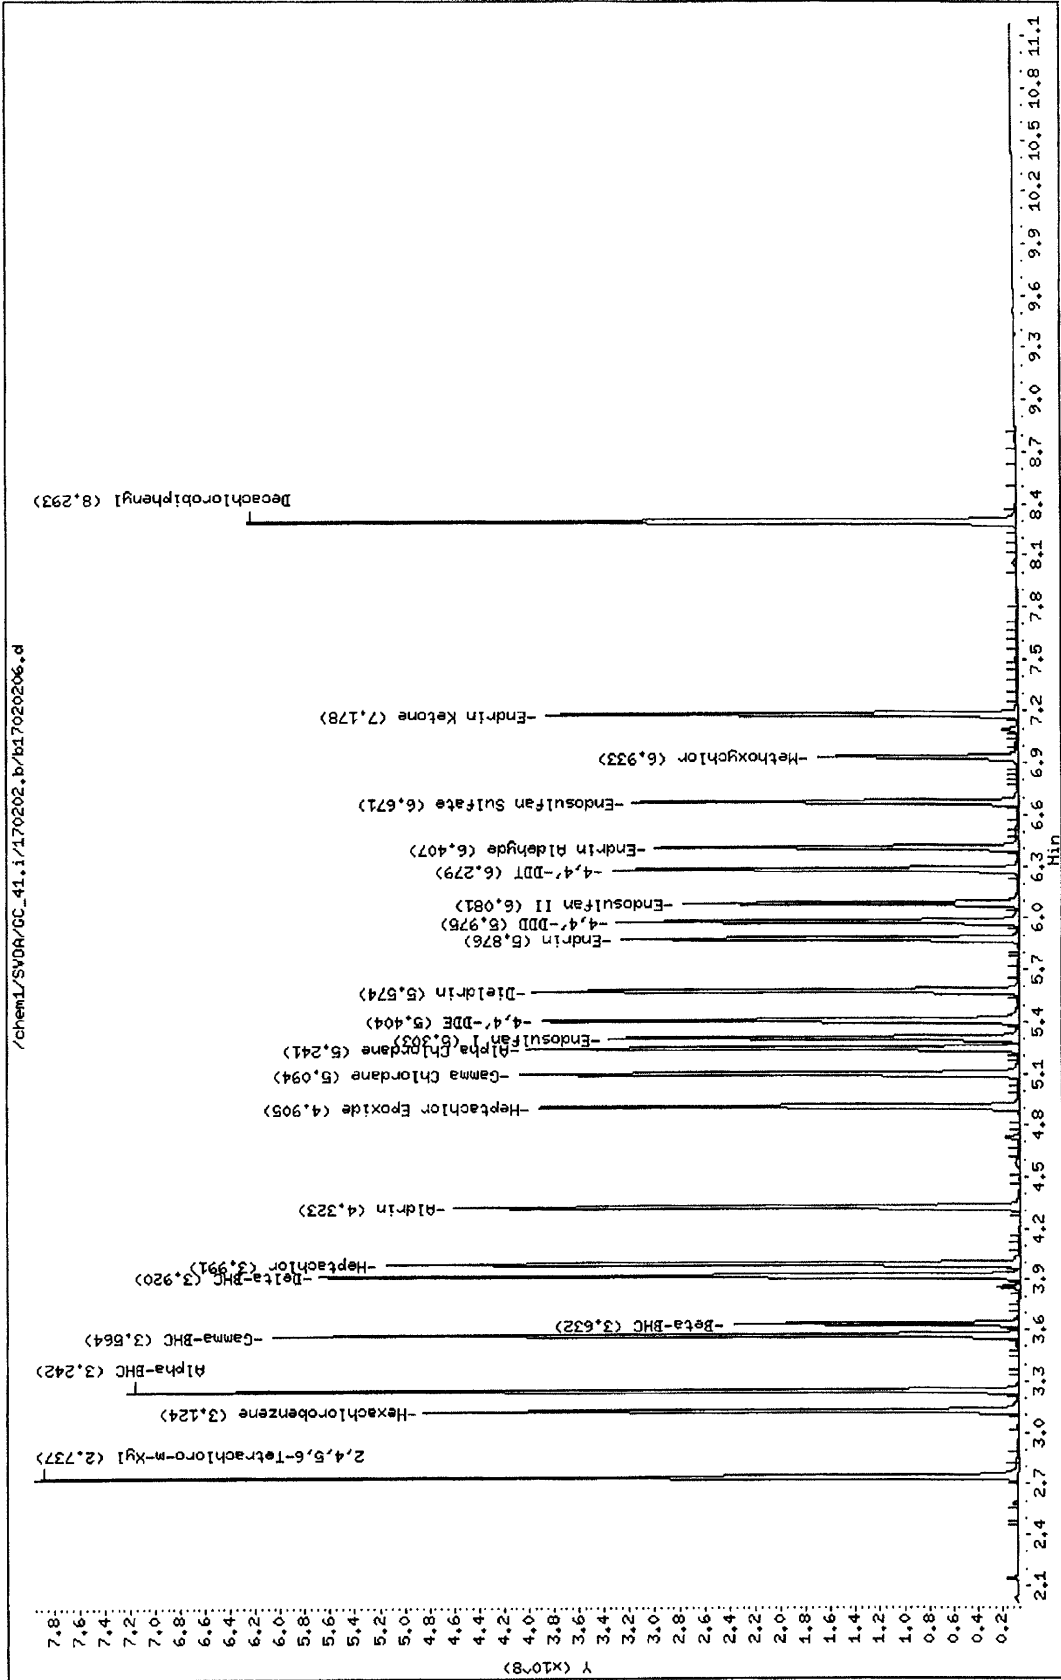 /chem1/SVOA/GC_41.i/170202.b/b17020206.d
Y (x10^8)
7.8
7.6
7.4
7.2
7.0
6.8
6.6
6.4
6.2
6.0
5.8
5.6
5.4
5.2
5.0
4.8
4.6
4.4
4.2
4.0
3.8
3.6
3.4
3.2
3.0
2.8
2.6
2.4
2.2
2.0
1.8
1.6
1.4
1.2
1.0
0.8
0.6
0.4
0.2
2,4,5,6-Tetrachloro-m-Xyl (2.737)
-Hexachlorobenzene (3.124)
Alpha-BHC (3.242)
-Gamma-BHC (3.564)
-Beta-BHC (3.632)
-Delta-BHC (3.920)
-Heptachlor (3.991)
-Aldrin (4.323)
-Heptachlor Epoxide (4.905)
-Gamma Chlordane (5.094)
-Alpha Chlordane (5.241)
-Endosulfan I (5.303)
-4,4'-DDE (5.404)
-Dieldrin (5.574)
-Endrin (5.876)
-4,4'-DDD (5.975)
-Endosulfan II (6.081)
-4,4'-DDT (6.279)
-Endrin Aldehyde (6.407)
-Endosulfan Sulfate (6.671)
-Methoxychlor (6.933)
-Endrin Ketone (7.178)
Decachlorobiphenyl (8.293)
2.1 2.4 2.7 3.0 3.3 3.6 3.9 4.2 4.5 4.8 5.1 5.4 5.7 6.0 6.3 6.6 6.9 7.2 7.5 7.8 8.1 8.4 8.7 9.0 9.3 9.6 9.9 10.2 10.5 10.8 11.1
Min